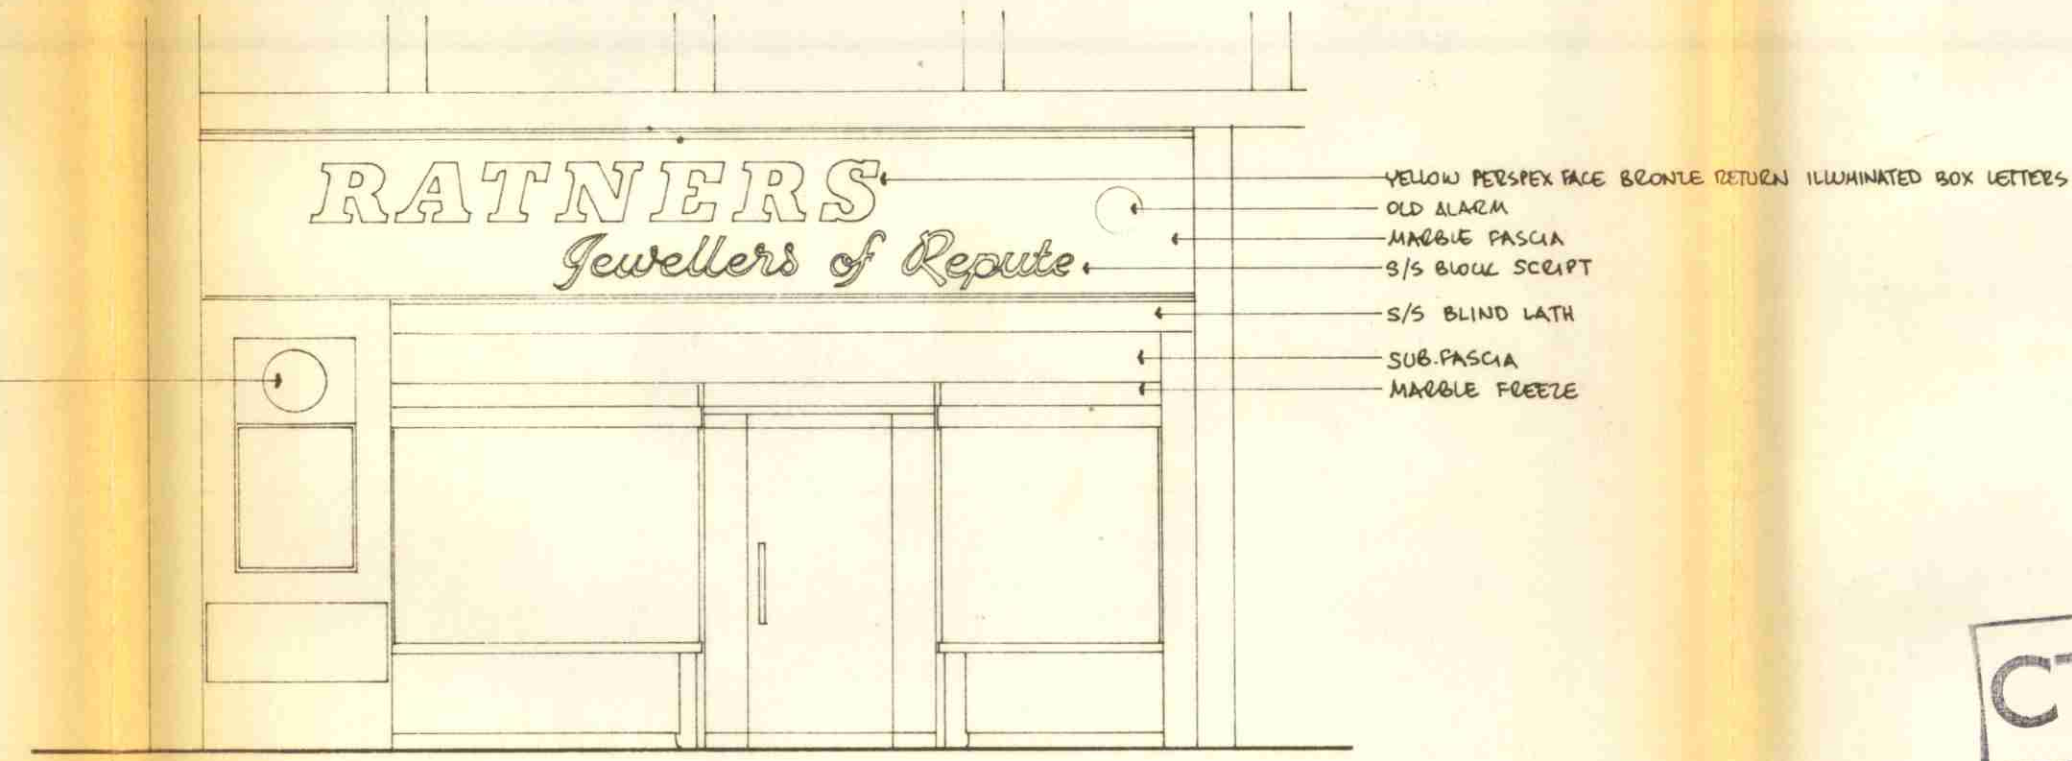 RATNERS
Jewellers of Repute
YELLOW PERSPEX FACE BRONZE RETURN ILLUMINATED BOX LETTERS
OLD ALARM
MARBLE FASCIA
S/S BLOCK SCRIPT
S/S BLIND LATH
SUB.FASCIA
MARBLE FREEZE